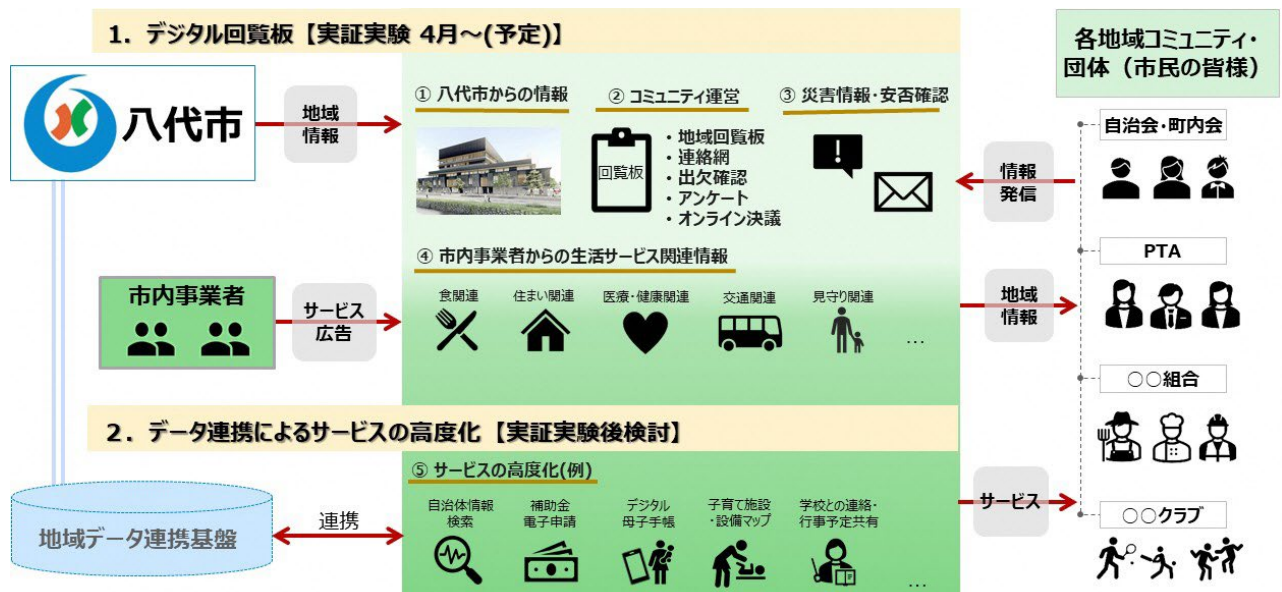 1. デジタル回覧板【実証実験 4月～(予定)】
八代市
地域
情報
① 八代市からの情報
② コミュニティ運営
回覧板
・地域回覧板
・連絡網
・出欠確認
・アンケート
・オンライン決議
③ 災害情報・安否確認
!
④ 市内事業者からの生活サービス関連情報
食関連
住まい関連
医療・健康関連
交通関連
見守り関連
…
市内事業者
サービス
広告
2. データ連携によるサービスの高度化【実証実験後検討】
⑤ サービスの高度化(例)
自治体情報
検索
補助金
電子申請
デジタル
母子手帳
子育て施設
・設備マップ
学校との連絡・
行事予定共有
…
地域データ連携基盤
連携
情報
発信
地域
情報
サービス
各地域コミュニティ・
団体（市民の皆様）
自治会・町内会
PTA
○○組合
○○クラブ